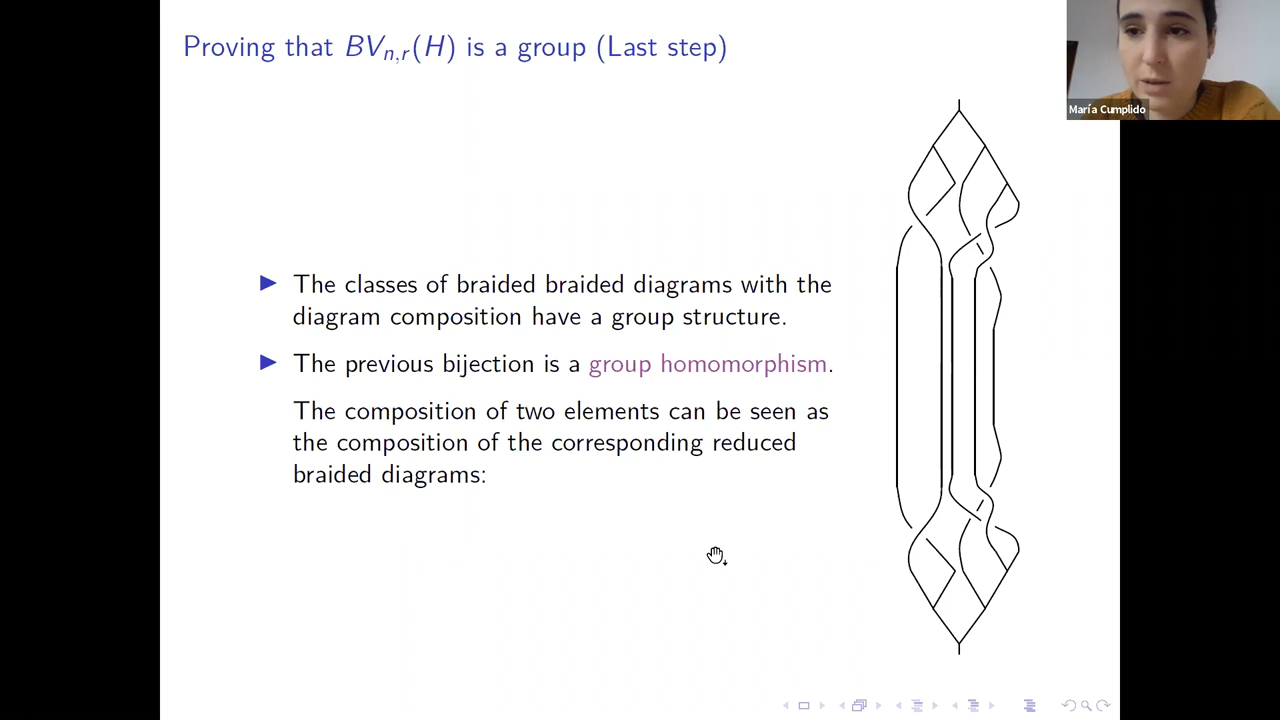 Proving that BVn,r(H) is a group (Last step)
María Cumplido
▶ The classes of braided braided diagrams with the
diagram composition have a group structure.
▶ The previous bijection is a group homomorphism.
The composition of two elements can be seen as
the composition of the corresponding reduced
braided diagrams: